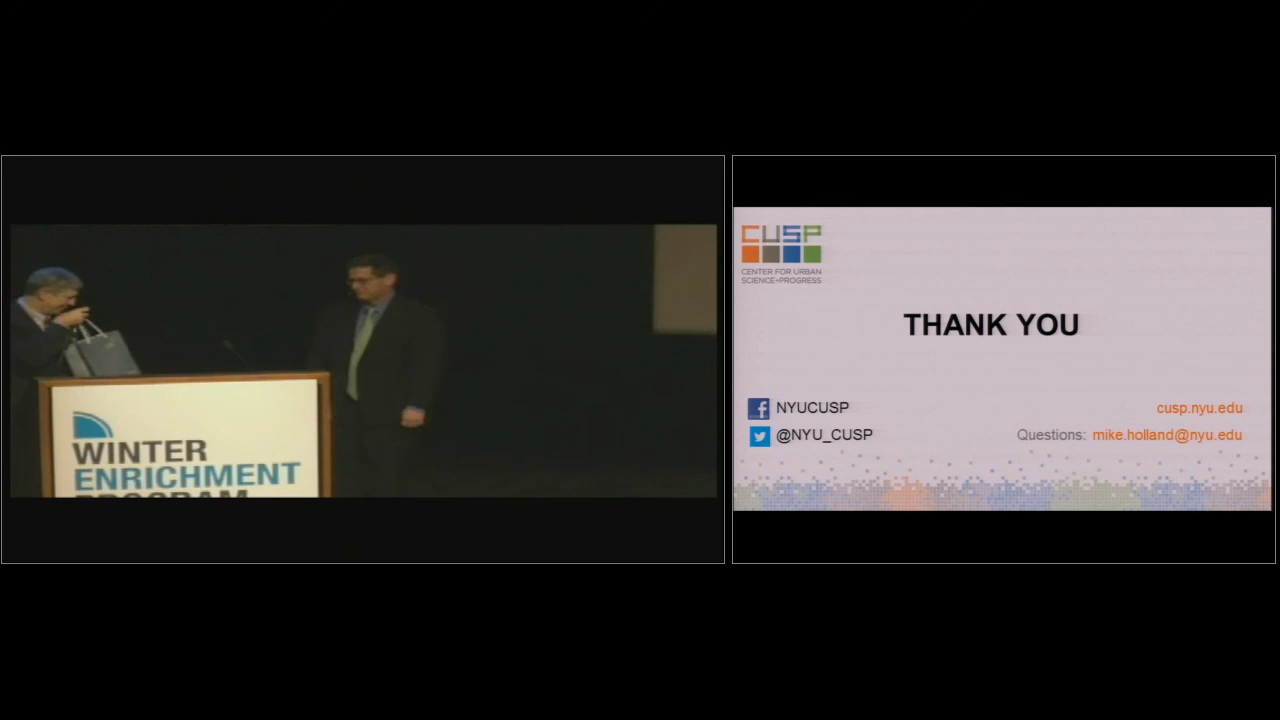 WINTER
ENRICHMENT
PROGRAM
CUSP
CENTER FOR URBAN
SCIENCE+PROGRESS
THANK YOU
NYUCUSP
cusp.nyu.edu
@NYU_CUSP
Questions: mike.holland@nyu.edu